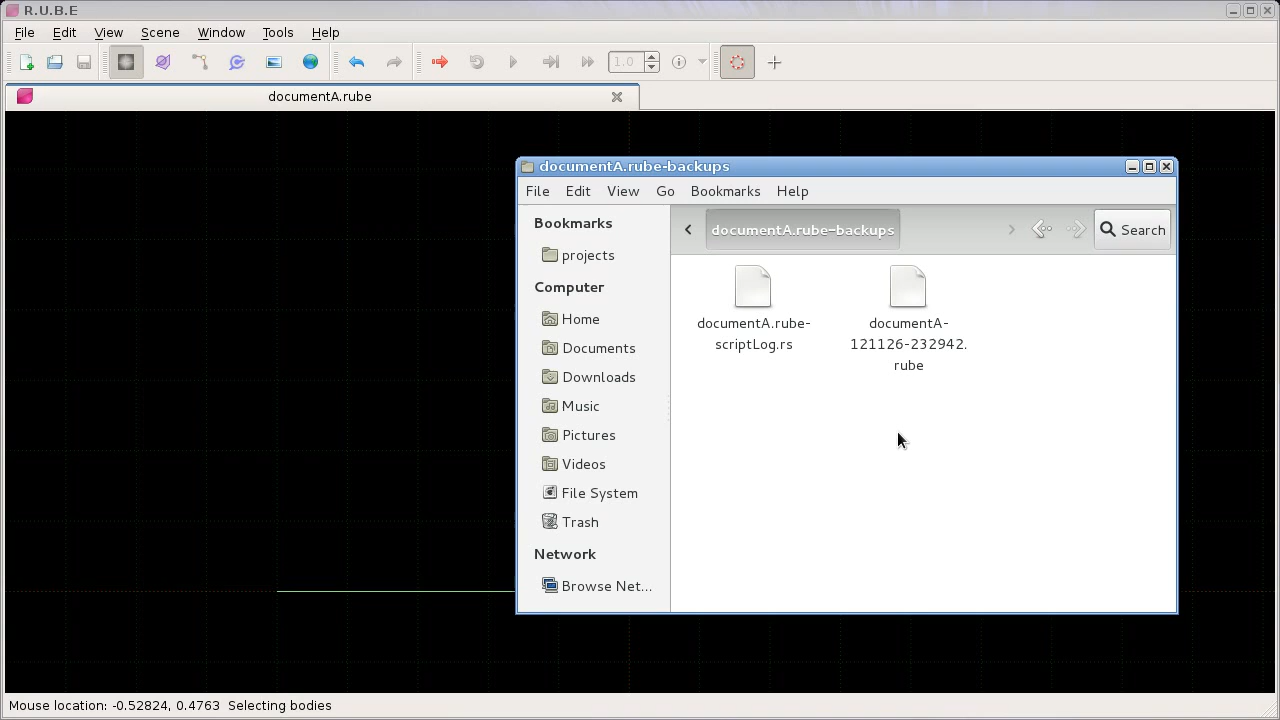 R.U.B.E
File Edit View Scene Window Tools Help
1.0
documentA.rube
documentA.rube-backups
File Edit View Go Bookmarks Help
documentA.rube-backups
Search
Bookmarks
projects
Computer
Home
Documents
Downloads
Music
Pictures
Videos
File System
Trash
Network
Browse Net...
documentA.rube-
scriptLog.rs
documentA-
121126-232942.
rube
Mouse location: -0.52824, 0.4763 Selecting bodies